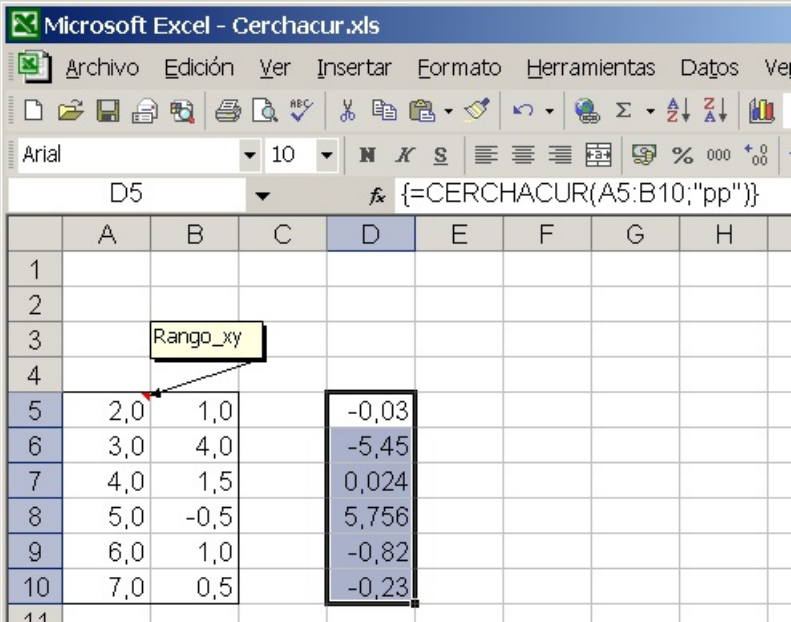 Microsoft Excel - Cerchacur.xls
Archivo Edición Ver Insertar Formato Herramientas Datos
ABC Σ A Z Z A
Arial 10 N K S % 000
D5 fx {=CERCHACUR(A5:B10;"pp")}
A B C D E F G H
1
2
3 Rango_xy
4
5 2,0 1,0 -0,03
6 3,0 4,0 -5,45
7 4,0 1,5 0,024
8 5,0 -0,5 5,756
9 6,0 1,0 -0,82
10 7,0 0,5 -0,23
11